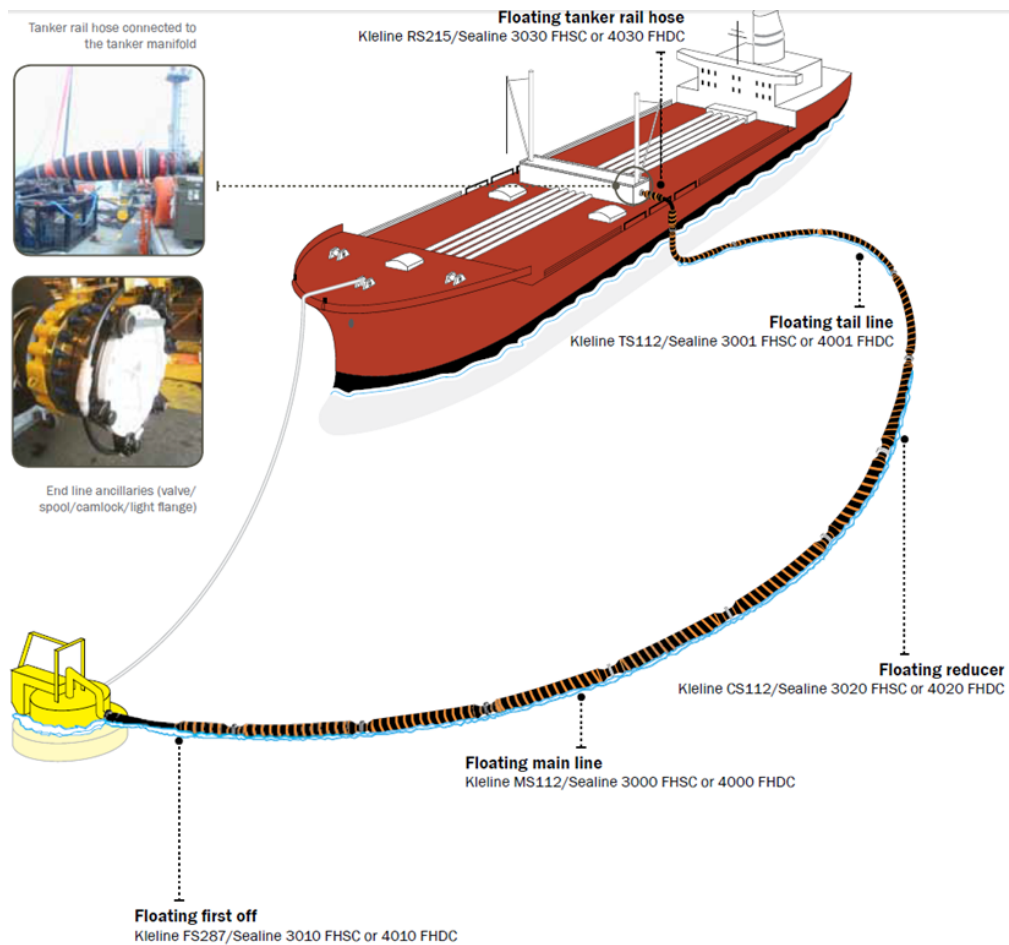 Tanker rail hose connected to
the tanker manifold
Floating tanker rail hose
Kleline RS215/Sealine 3030 FHSC or 4030 FHDC
Floating tail line
Kleline TS112/Sealine 3001 FHSC or 4001 FHDC
End line ancillaries (valve/
spool/camlock/light flange)
Floating reducer
Kleline CS112/Sealine 3020 FHSC or 4020 FHDC
Floating main line
Kleline MS112/Sealine 3000 FHSC or 4000 FHDC
Floating first off
Kleline FS287/Sealine 3010 FHSC or 4010 FHDC